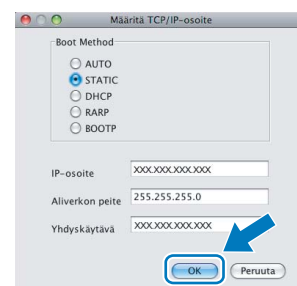 Määritä TCP/IP-osoite
Boot Method
AUTO
STATIC
DHCP
RARP
BOOTP
IP-osoite XXX.XXX.XXX.XXX
Aliverkon peite 255.255.255.0
Yhdyskäytävä XXX.XXX.XXX.XXX
OK Peruuta